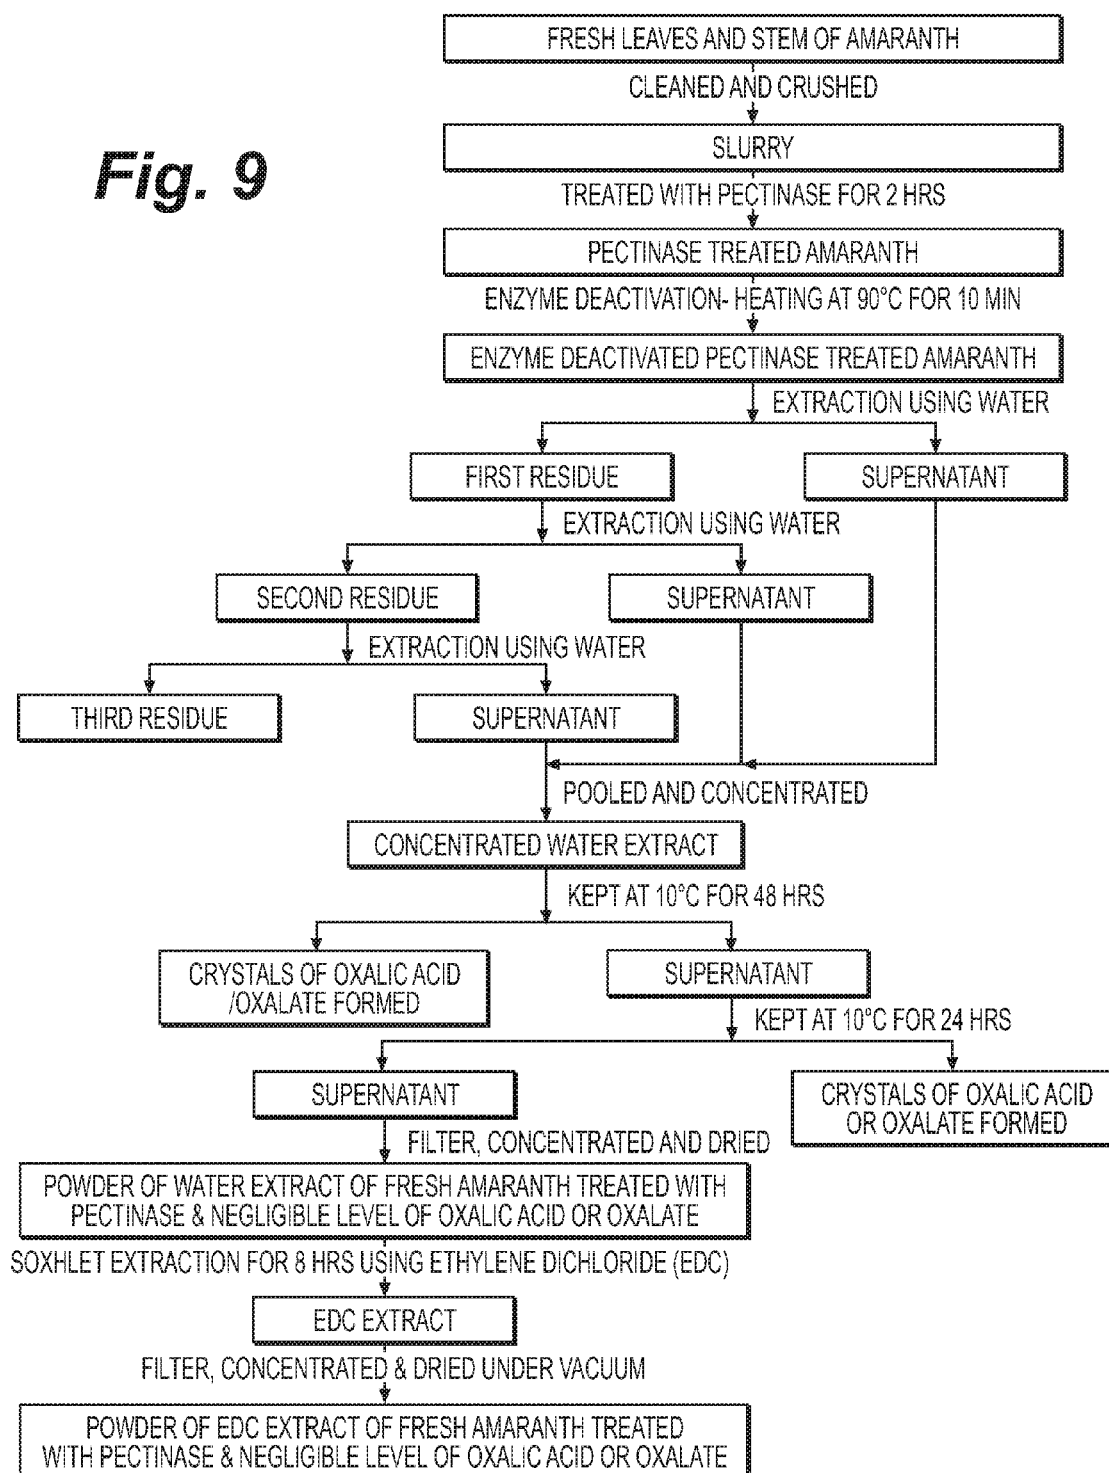 Fig. 9
FRESH LEAVES AND STEM OF AMARANTH
CLEANED AND CRUSHED
SLURRY
TREATED WITH PECTINASE FOR 2 HRS
PECTINASE TREATED AMARANTH
ENZYME DEACTIVATION- HEATING AT 90°C FOR 10 MIN
ENZYME DEACTIVATED PECTINASE TREATED AMARANTH
EXTRACTION USING WATER
FIRST RESIDUE
SUPERNATANT
EXTRACTION USING WATER
SECOND RESIDUE
SUPERNATANT
EXTRACTION USING WATER
THIRD RESIDUE
SUPERNATANT
POOLED AND CONCENTRATED
CONCENTRATED WATER EXTRACT
KEPT AT 10°C FOR 48 HRS
CRYSTALS OF OXALIC ACID
/OXALATE FORMED
SUPERNATANT
KEPT AT 10°C FOR 24 HRS
SUPERNATANT
CRYSTALS OF OXALIC ACID
OR OXALATE FORMED
FILTER, CONCENTRATED AND DRIED
POWDER OF WATER EXTRACT OF FRESH AMARANTH TREATED WITH
PECTINASE & NEGLIGIBLE LEVEL OF OXALIC ACID OR OXALATE
SOXHLET EXTRACTION FOR 8 HRS USING ETHYLENE DICHLORIDE (EDC)
EDC EXTRACT
FILTER, CONCENTRATED & DRIED UNDER VACUUM
POWDER OF EDC EXTRACT OF FRESH AMARANTH TREATED
WITH PECTINASE & NEGLIGIBLE LEVEL OF OXALIC ACID OR OXALATE